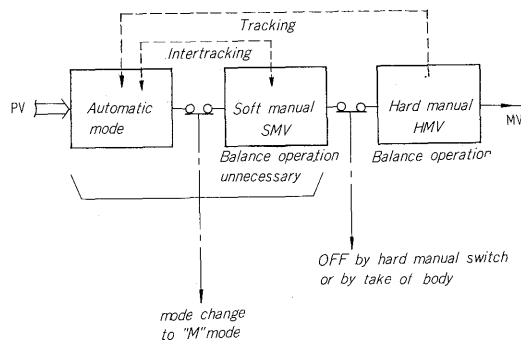 Tracking
Intertracking
PV
Automatic
mode
Soft manual
SMV
Hard manual
HMV
MV
Balance operation
unnecessary
Balance operation
OFF by hard manual switch
or by take of body
mode change
to "M" mode